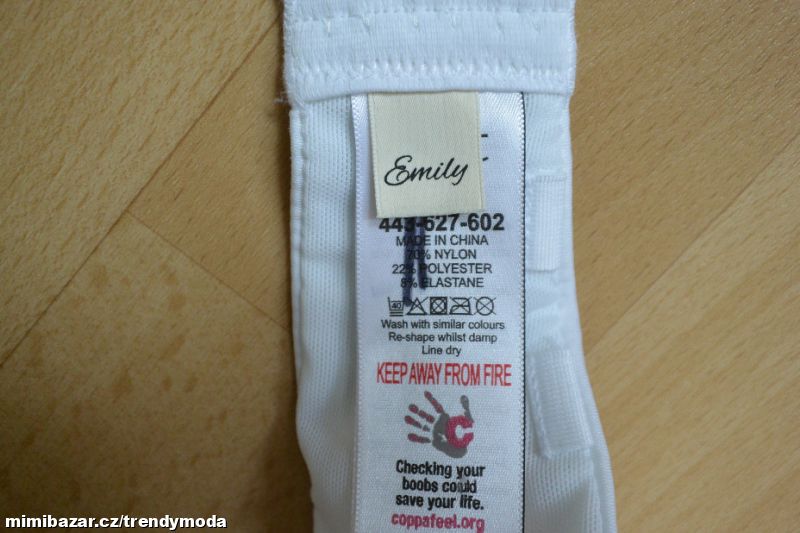 Emily
443-627-602
MADE IN CHINA
70% NYLON
22% POLYESTER
8% ELASTANE
40
Wash with similar colours
Re-shape whilst damp
Line dry
KEEP AWAY FROM FIRE
C
Checking your
boobs could
save your life.
coppafeel.org
mimibazar.cz/trendymoda